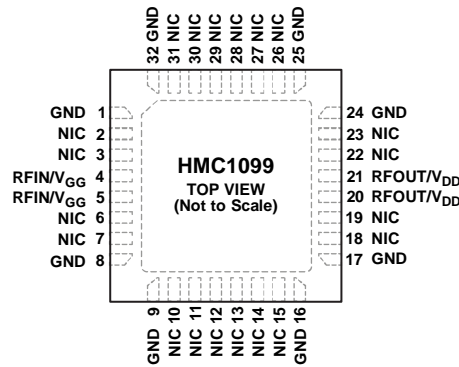 32 GND
31 NIC
30 NIC
29 NIC
28 NIC
27 NIC
26 NIC
25 GND
GND 1
NIC 2
NIC 3
RFIN/VGG 4
RFIN/VGG 5
NIC 6
NIC 7
GND 8
HMC1099
TOP VIEW
(Not to Scale)
24 GND
23 NIC
22 NIC
21 RFOUT/VDD
20 RFOUT/VDD
19 NIC
18 NIC
17 GND
GND 9
NIC 10
NIC 11
NIC 12
NIC 13
NIC 14
NIC 15
GND 16